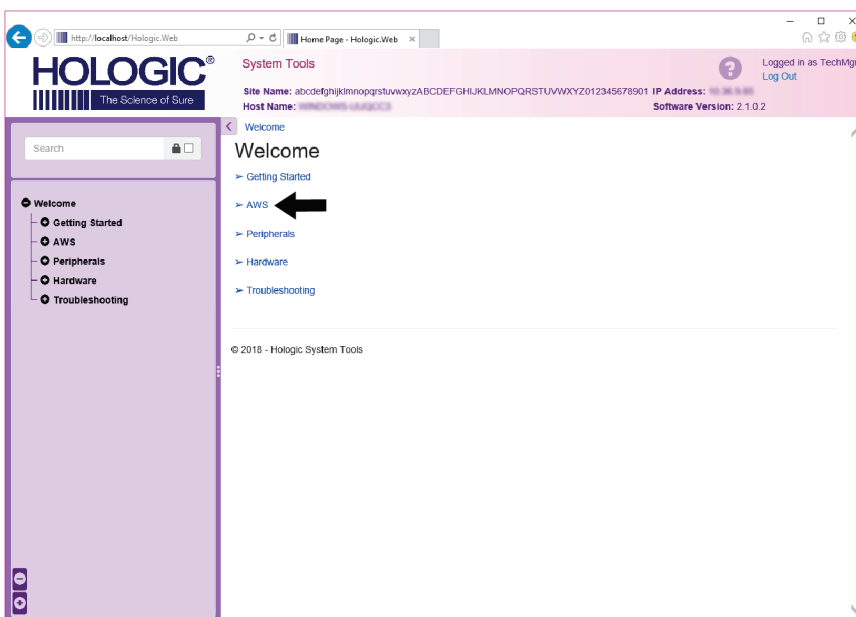 http://localhost/Hologic.Web
Home Page - Hologic.Web
HOLOGIC®
The Science of Sure
System Tools
Logged in as TechMgr
Log Out
Site Name: abcdefghijklmnopqrstuvwxyzABCDEFGHIJKLMNOPQRSTUVWXYZ012345678901 IP Address:
Host Name:
Software Version: 2.1.0.2
Search
Welcome
Getting Started
AWS
Peripherals
Hardware
Troubleshooting
Welcome
Welcome
➢ Getting Started
➢ AWS
➢ Peripherals
➢ Hardware
➢ Troubleshooting
© 2018 - Hologic System Tools